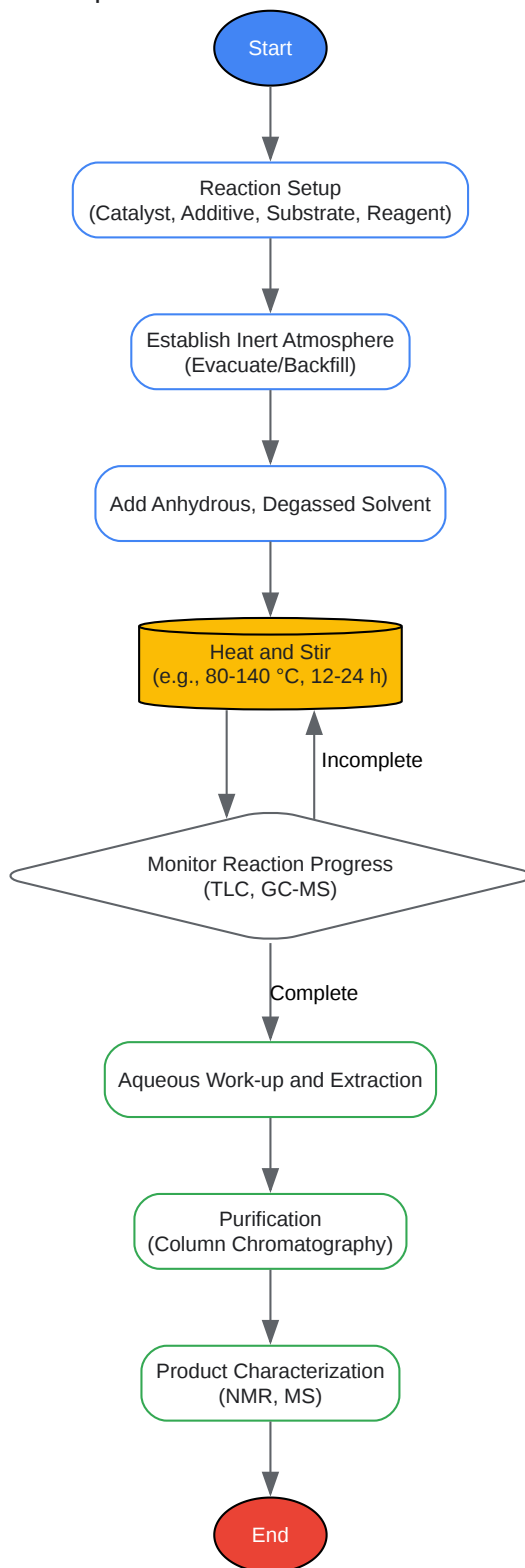 Start
Reaction Setup
(Catalyst, Additive, Substrate, Reagent)
Establish Inert Atmosphere
(Evacuate/Backfill)
Add Anhydrous, Degassed Solvent
Heat and Stir
(e.g., 80-140 °C, 12-24 h)
Incomplete
Monitor Reaction Progress
(TLC, GC-MS)
Complete
Aqueous Work-up and Extraction
Purification
(Column Chromatography)
Product Characterization
(NMR, MS)
End